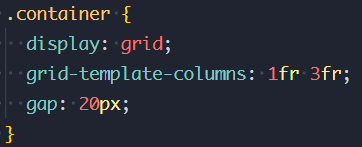 .container {
  display: grid;
  grid-template-columns: 1fr 3fr;
  gap: 20px;
}